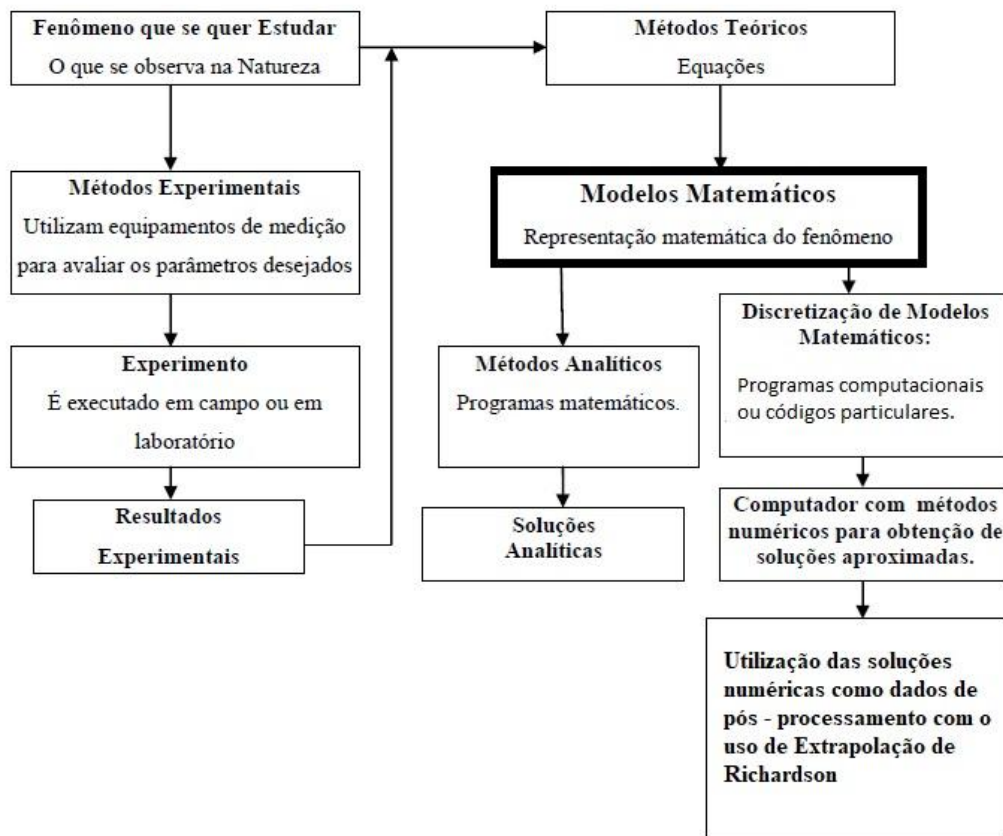 Fenômeno que se quer Estudar
O que se observa na Natureza
Métodos Teóricos
Equações
Métodos Experimentais
Utilizam equipamentos de medição
para avaliar os parâmetros desejados
Modelos Matemáticos
Representação matemática do fenômeno
Experimento
É executado em campo ou em
laboratório
Métodos Analíticos
Programas matemáticos.
Discretização de Modelos
Matemáticos:
Programas computacionais
ou códigos particulares.
Resultados
Experimentais
Soluções
Analíticas
Computador com métodos
numéricos para obtenção de
soluções aproximadas.
Utilização das soluções
numéricas como dados de
pós - processamento com o
uso de Extrapolação de
Richardson